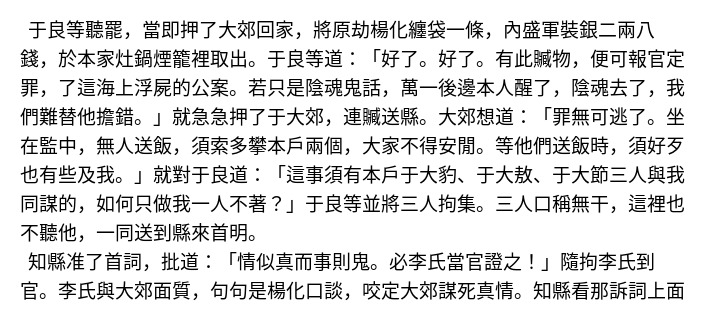 于良等聽罷，當即押了大郊回家，將原劫楊化纏袋一條，內盛軍裝銀二兩八
錢，於本家灶鍋煙籠裡取出。于良等道：「好了。好了。有此贓物，便可報官定
罪，了這海上浮屍的公案。若只是陰魂鬼話，萬一後邊本人醒了，陰魂去了，我
們難替他擔錯。」就急急押了于大郊，連贓送縣。大郊想道：「罪無可逃了。坐
在監中，無人送飯，須索多攀本戶兩個，大家不得安閒。等他們送飯時，須好歹
也有些及我。」就對于良道：「這事須有本戶于大豹、于大敖、于大節三人與我
同謀的，如何只做我一人不著？」于良等並將三人拘集。三人口稱無干，這裡也
不聽他，一同送到縣來首明。
知縣准了首詞，批道：「情似真而事則鬼。必李氏當官證之！」隨拘李氏到
官。李氏與大郊面質，句句是楊化口談，咬定大郊謀死真情。知縣看那訴詞上面